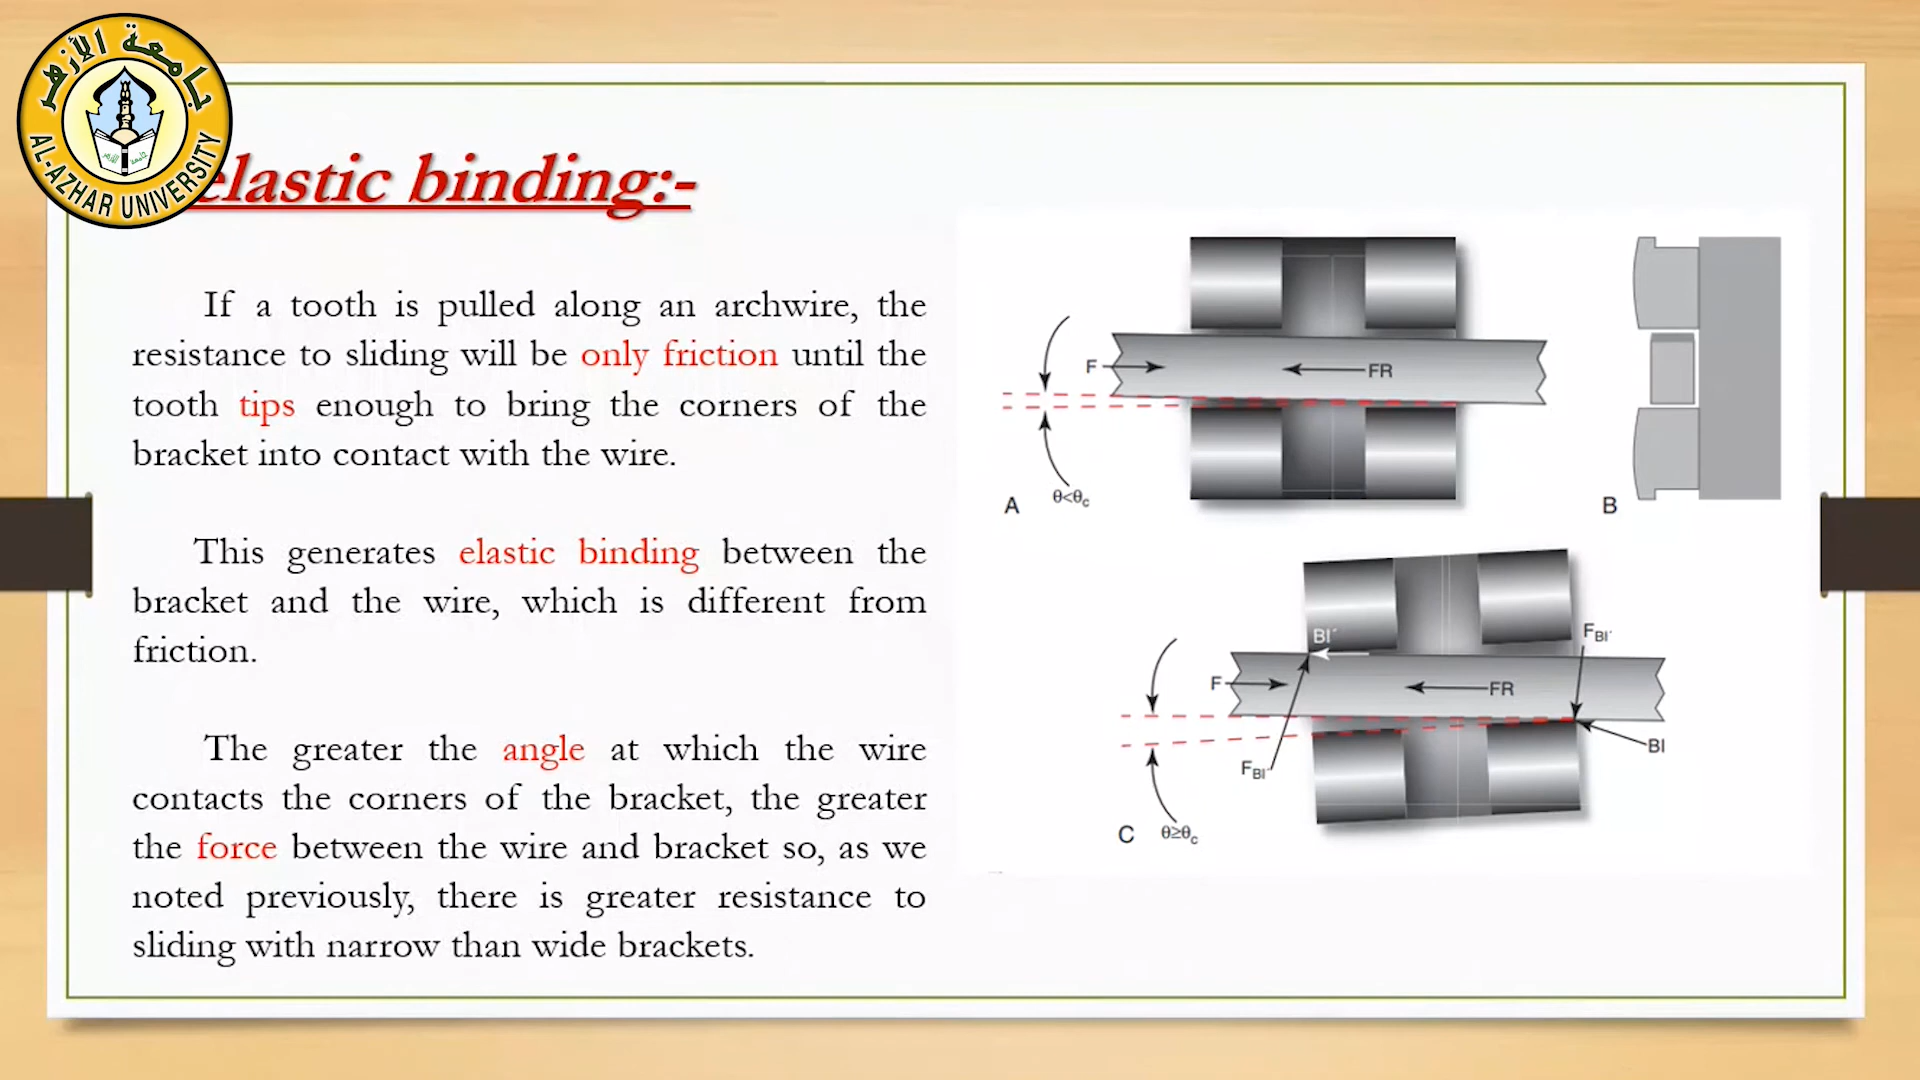 جامعة الأزهر
AL-AZHAR UNIVERSITY
elastic binding:-
If a tooth is pulled along an archwire, the
resistance to sliding will be only friction until the
tooth tips enough to bring the corners of the
bracket into contact with the wire.
This generates elastic binding between the
bracket and the wire, which is different from
friction.
The greater the angle at which the wire
contacts the corners of the bracket, the greater
the force between the wire and bracket so, as we
noted previously, there is greater resistance to
sliding with narrow than wide brackets.
F
FR
A
θ<θc
B
BI´
FBI´
F
FR
BI
FBI´
C
θ≥θc